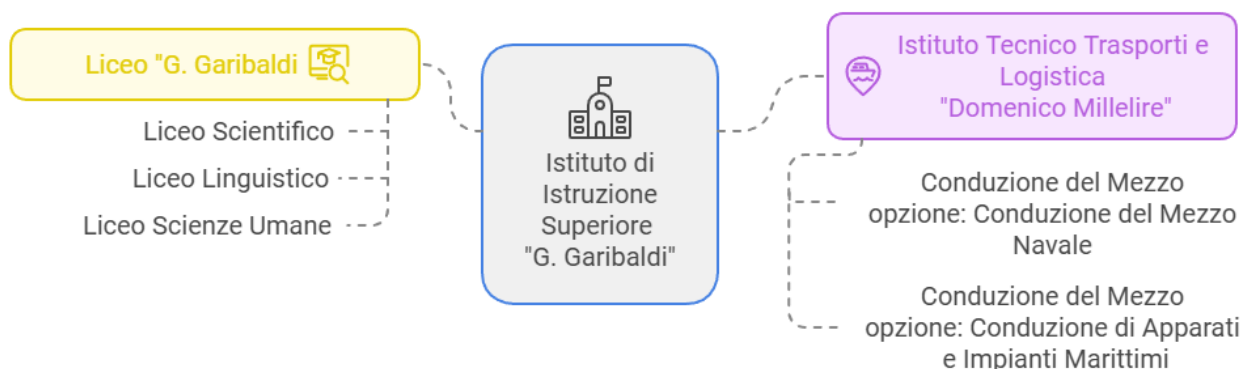 Liceo "G. Garibaldi
Liceo Scientifico
Liceo Linguistico
Liceo Scienze Umane
Istituto di
Istruzione
Superiore
"G. Garibaldi"
Istituto Tecnico Trasporti e
Logistica
"Domenico Millelire"
Conduzione del Mezzo
opzione: Conduzione del Mezzo
Navale
Conduzione del Mezzo
opzione: Conduzione di Apparati
e Impianti Marittimi